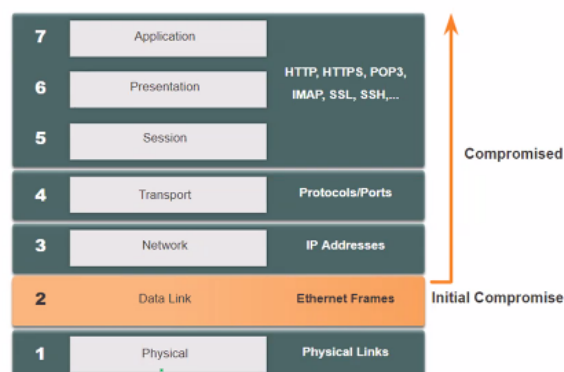 7 Application
HTTP, HTTPS, POP3,
6 Presentation
IMAP, SSL, SSH,...
5 Session
Compromised
4 Transport Protocols/Ports
3 Network IP Addresses
2 Data Link Ethernet Frames Initial Compromise
1 Physical Physical Links